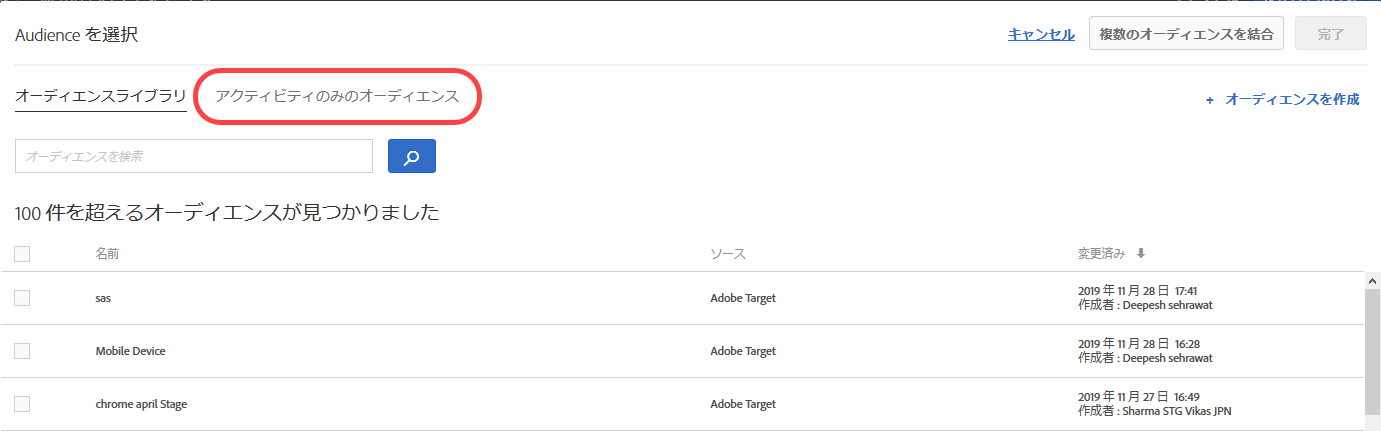 Audience を選択
キャンセル
複数のオーディエンスを結合
完了
オーディエンスライブラリ
アクティビティのみのオーディエンス
+ オーディエンスを作成
オーディエンスを検索
100 件を超えるオーディエンスが見つかりました
名前
ソース
変更済み
sas
Adobe Target
2019 年 11 月 28 日 17:41
作成者 : Deepesh sehrawat
Mobile Device
Adobe Target
2019 年 11 月 28 日 16:28
作成者 : Deepesh sehrawat
chrome april Stage
Adobe Target
2019 年 11 月 27 日 16:49
作成者 : Sharma STG Vikas JPN